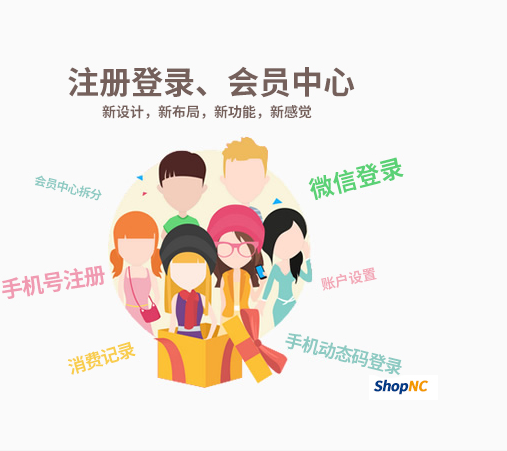 注册登录、会员中心
新设计，新布局，新功能，新感觉
会员中心拆分
微信登录
手机号注册
账户设置
消费记录
手机动态码登录
ShopNC